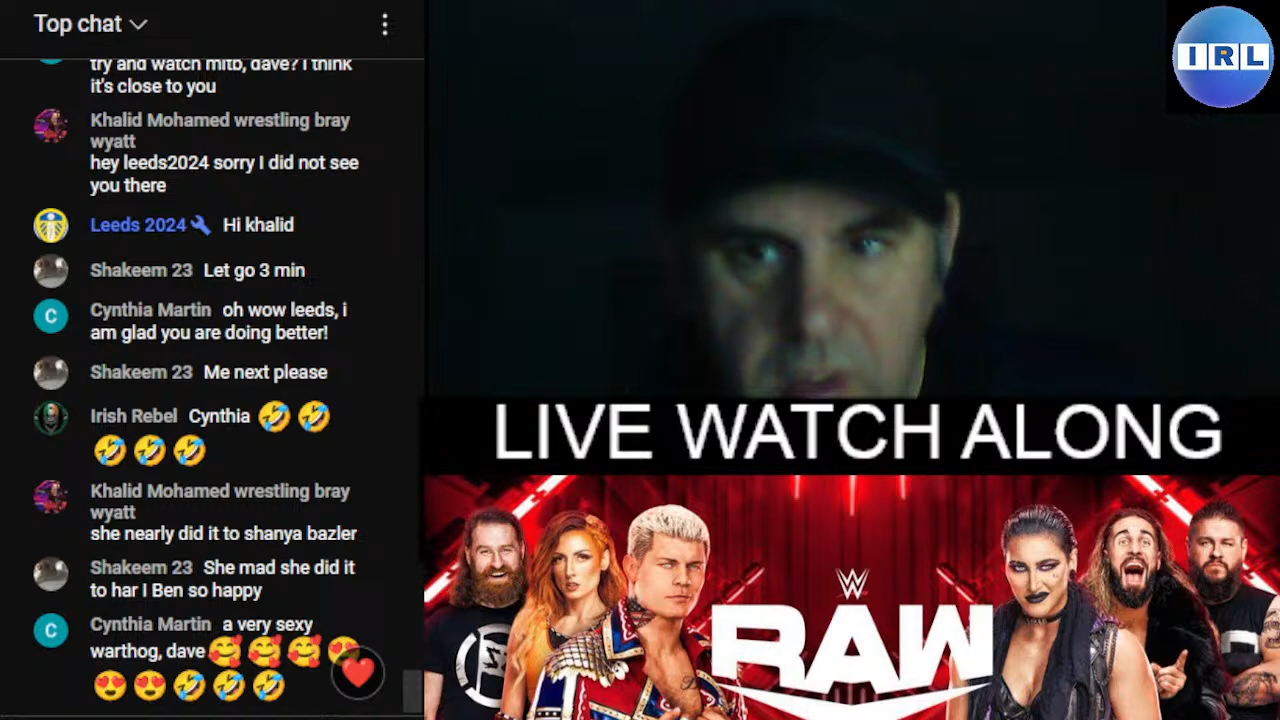 Top chat
try and watch mitb, dave? I think
it's close to you
Khalid Mohamed wrestling bray
wyatt
hey leeds2024 sorry I did not see
you there
Leeds 2024 Hi khalid
Shakeem 23 Let go 3 min
C
Cynthia Martin oh wow leeds, i
am glad you are doing better!
Shakeem 23 Me next please
Irish Rebel Cynthia 🤣 🤣
🤣 🤣 🤣
Khalid Mohamed wrestling bray
wyatt
she nearly did it to shanya bazler
Shakeem 23 She mad she did it
to har I Ben so happy
C
Cynthia Martin a very sexy
warthog, dave 🥰 🥰 🥰 😍
😍 😍 🤣 🤣 🤣
IRL
LIVE WATCH ALONG
W
RAW